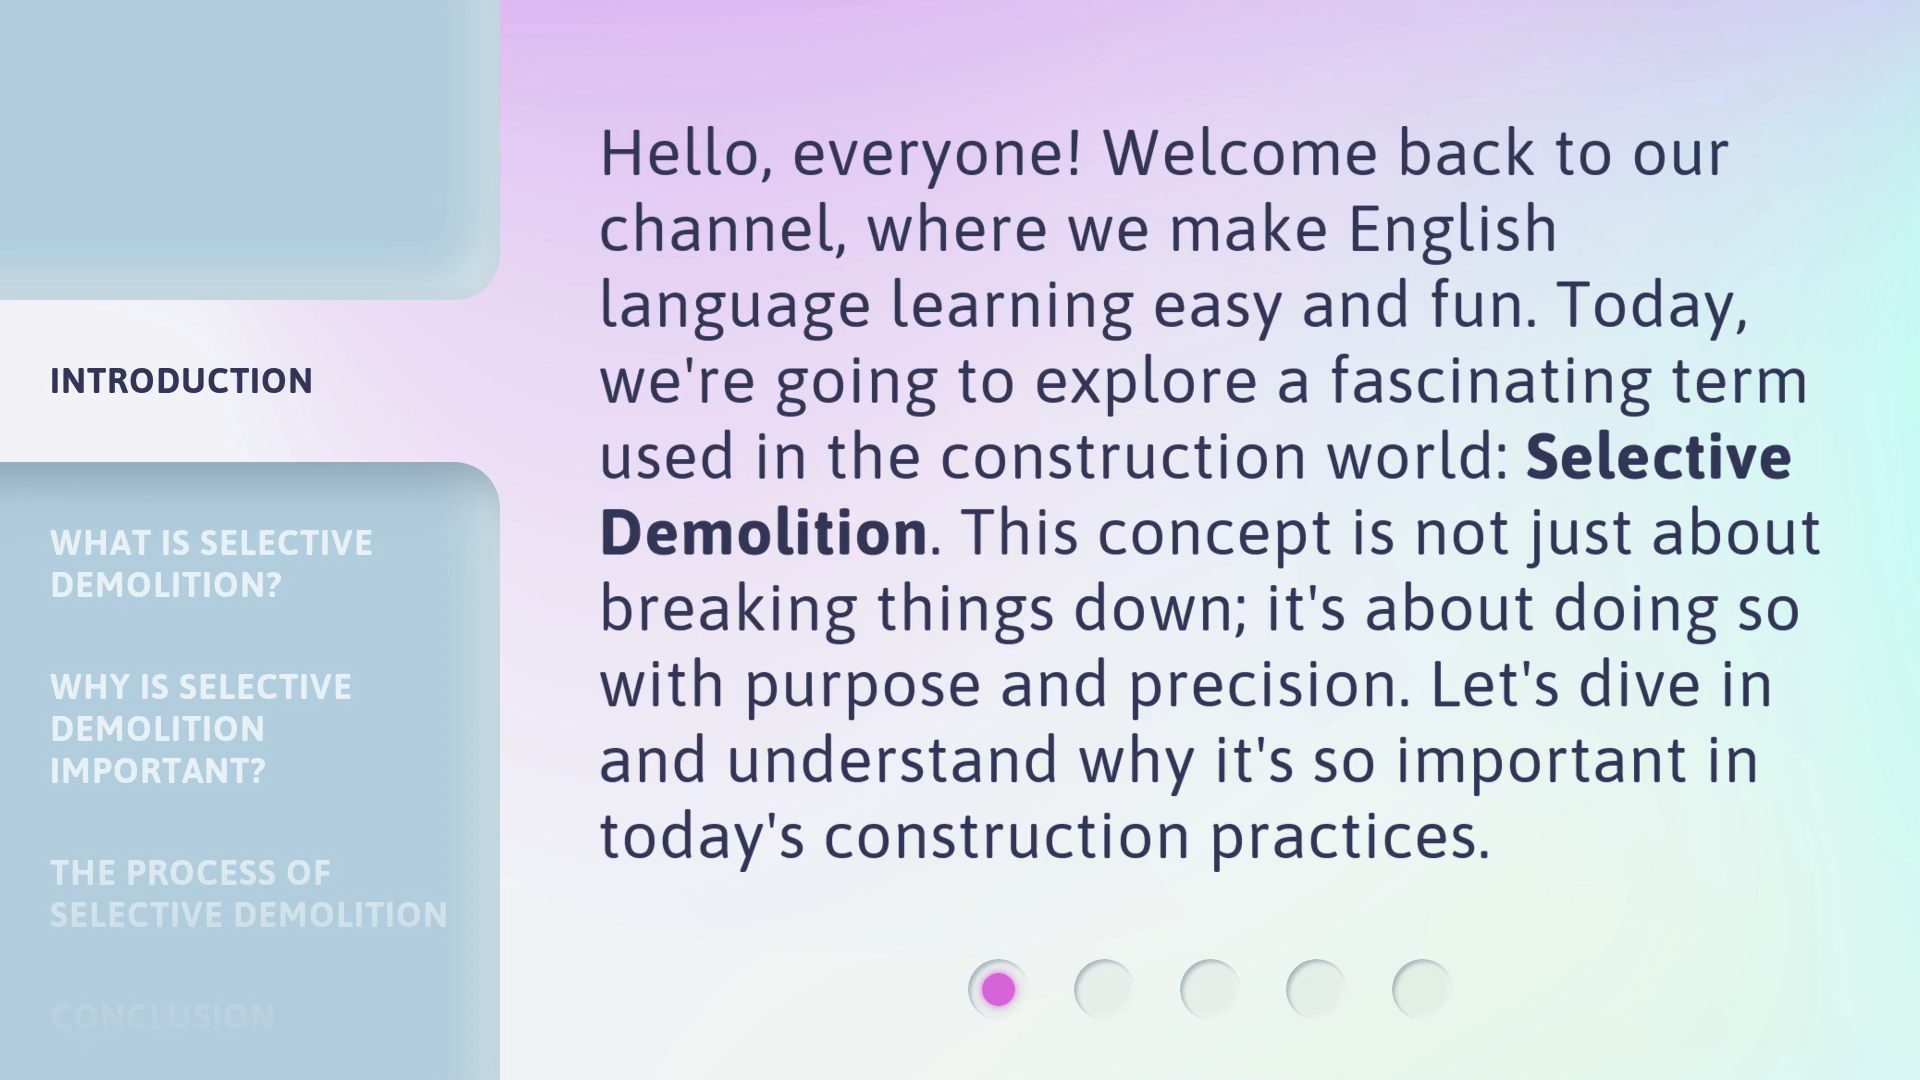 INTRODUCTION
WHAT IS SELECTIVE
DEMOLITION?
WHY IS SELECTIVE
DEMOLITION
IMPORTANT?
THE PROCESS OF
SELECTIVE DEMOLITION
CONCLUSION
Hello, everyone! Welcome back to our
channel, where we make English
language learning easy and fun. Today,
we're going to explore a fascinating term
used in the construction world: Selective
Demolition. This concept is not just about
breaking things down; it's about doing so
with purpose and precision. Let's dive in
and understand why it's so important in
today's construction practices.